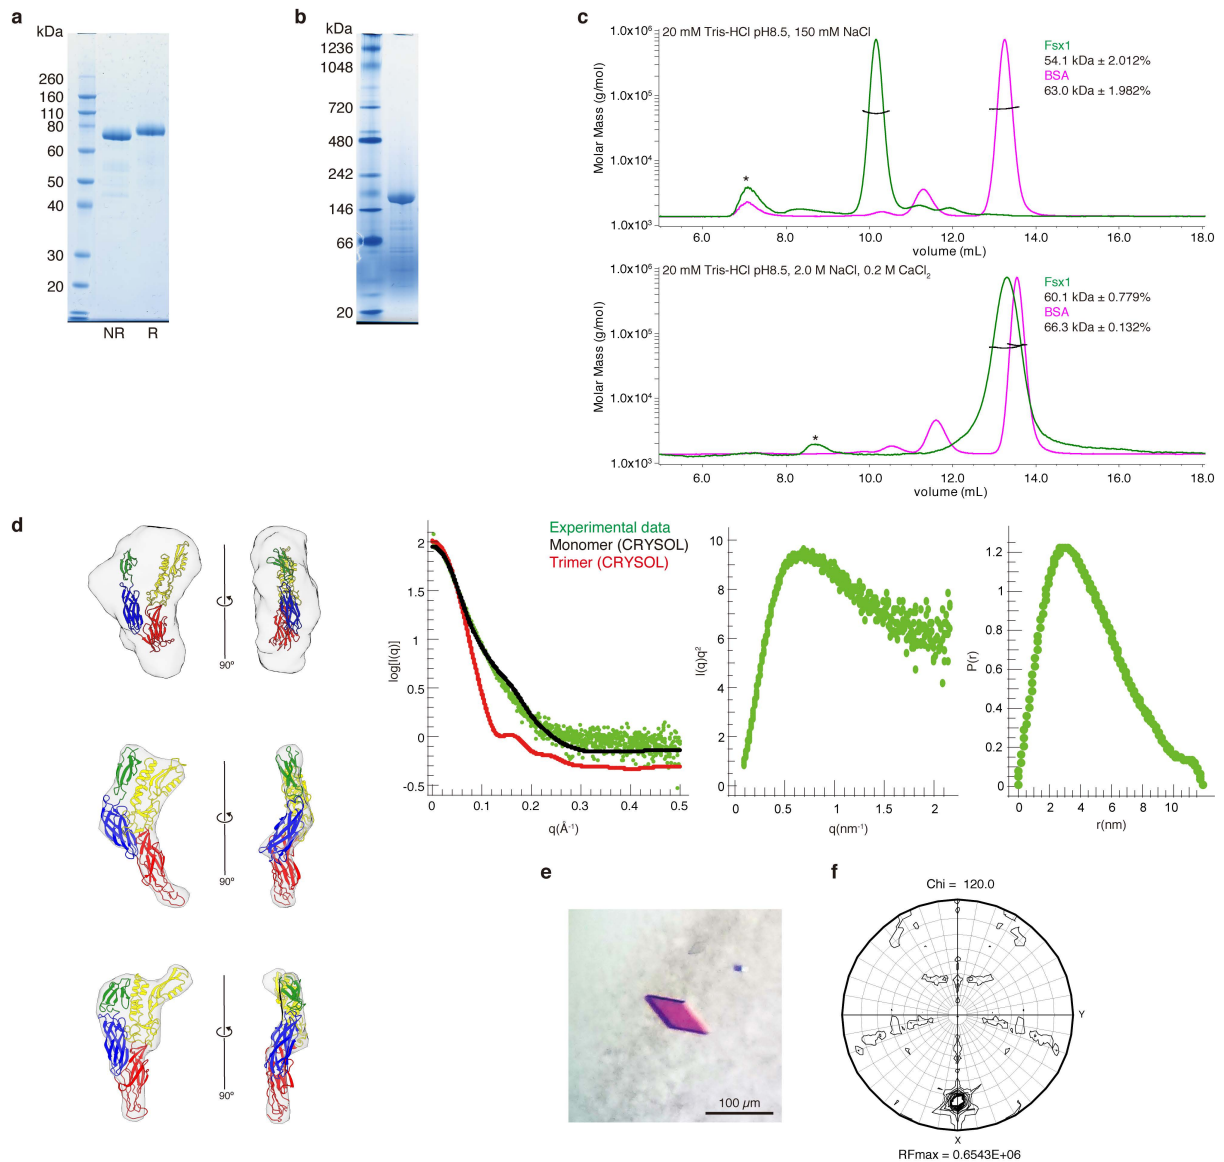 a
kDa
260
160
110
80
60
50
40
30
20
NR R
b
kDa
1236
1048
720
480
242
146
66
20
c
20 mM Tris-HCl pH8.5, 150 mM NaCl
Fsx1
54.1 kDa ± 2.012%
BSA
63.0 kDa ± 1.982%
Molar Mass (g/mol)
1.0x10⁶
1.0x10⁵
1.0x10⁴
1.0x10³
*
6.0 8.0 10.0 12.0 14.0 16.0 18.0
volume (mL)
20 mM Tris-HCl pH8.5, 2.0 M NaCl, 0.2 M CaCl₂
Fsx1
60.1 kDa ± 0.779%
BSA
66.3 kDa ± 0.132%
Molar Mass (g/mol)
1.0x10⁶
1.0x10⁵
1.0x10⁴
1.0x10³
*
6.0 8.0 10.0 12.0 14.0 16.0 18.0
volume (mL)
d
90º
90º
90º
Experimental data
Monomer (CRYSOL)
Trimer (CRYSOL)
log[I(q)]
2
1.5
1
0.5
0
-0.5
0 0.1 0.2 0.3 0.4 0.5
q(Å⁻¹)
I(q)q²
10
8
6
4
2
0
0 0.5 1 1.5 2
q(nm⁻¹)
P(r)
1.2
1.0
0.8
0.6
0.4
0.2
0
0 2 4 6 8 10
r(nm)
e
100 µm
f
Chi = 120.0
Y
X
RFmax = 0.6543E+06